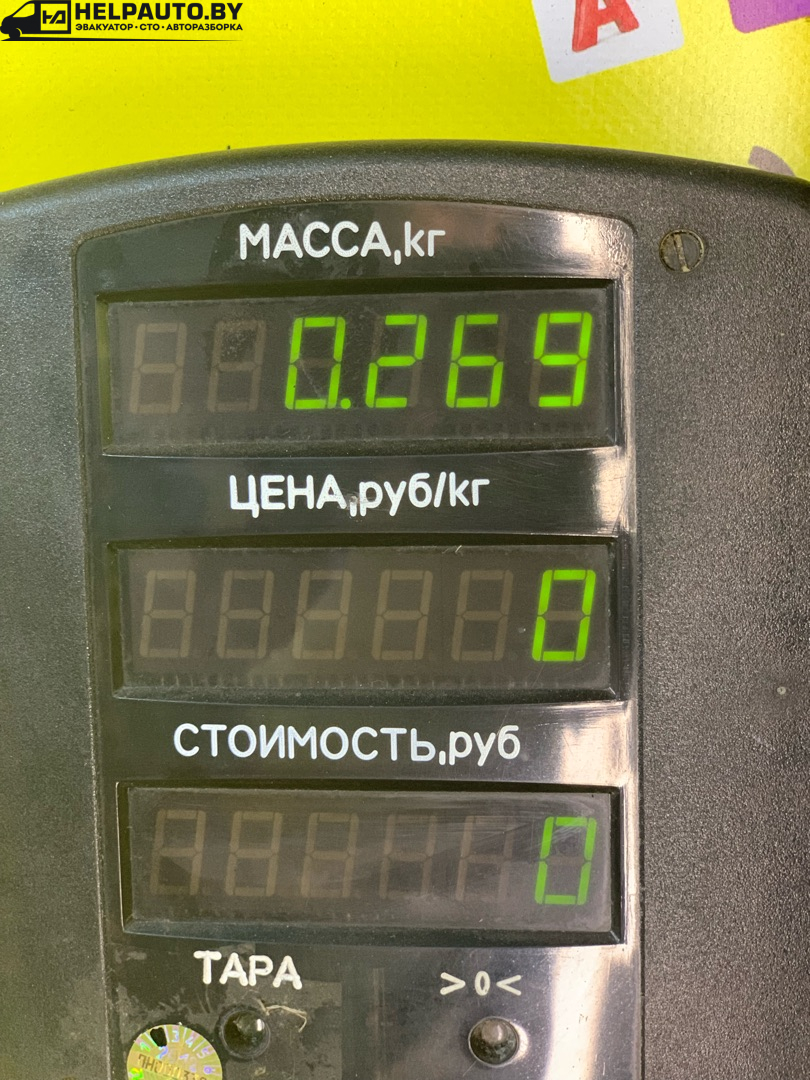 HELPAUTO.BY
ЭВАКУАТОР • СТО • АВТОРАЗБОРКА
А
МАССА,кг
0.269
ЦЕНА,руб/кг
0
СТОИМОСТЬ,руб
0
ТАРА
>0<